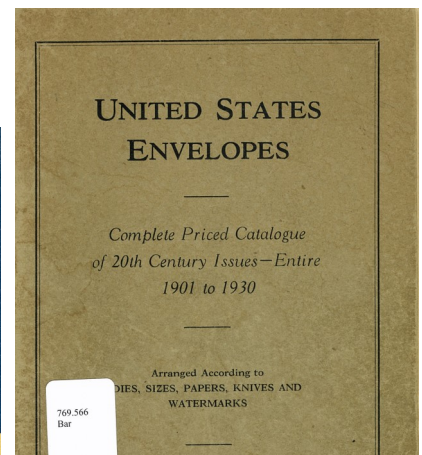 UNITED STATES
ENVELOPES
Complete Priced Catalogue
of 20th Century Issues—Entire
1901 to 1930
Arranged According to
DIES, SIZES, PAPERS, KNIVES AND
WATERMARKS
769.566
Bar